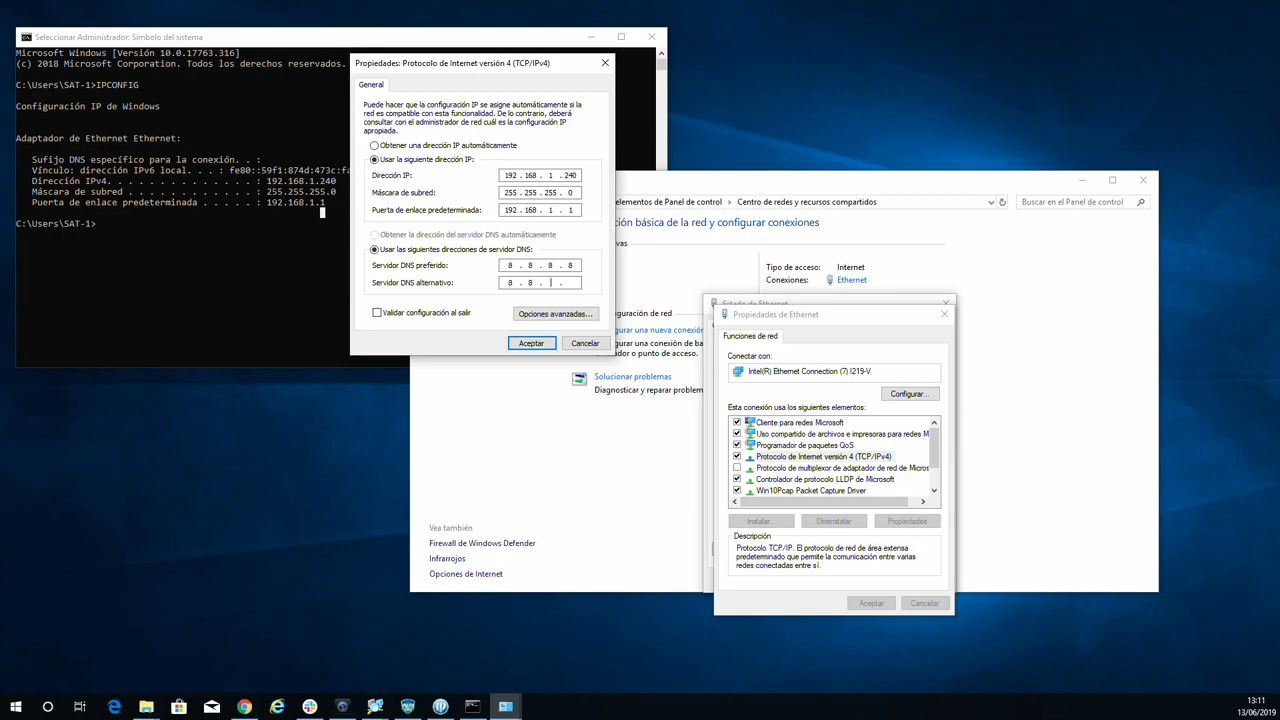 Seleccionar Administrador: Símbolo del sistema
Microsoft Windows [Versión 10.0.17763.316]
(c) 2018 Microsoft Corporation. Todos los derechos reservados.
C:\Users\SAT-1>IPCONFIG
Configuración IP de Windows
Adaptador de Ethernet Ethernet:
Sufijo DNS específico para la conexión. . :
Vínculo: dirección IPv6 local. . . : fe80::59f1:874d:473c:fa
Dirección IPv4. . . . . . . . . . . . . . : 192.168.1.240
Máscara de subred . . . . . . . . . . . . : 255.255.255.0
Puerta de enlace predeterminada . . . . . : 192.168.1.1
C:\Users\SAT-1>
Propiedades: Protocolo de Internet versión 4 (TCP/IPv4)
General
Puede hacer que la configuración IP se asigne automáticamente si la
red es compatible con esta funcionalidad. De lo contrario, deberá
consultar con el administrador de red cuál es la configuración IP
apropiada.
Obtener una dirección IP automáticamente
Usar la siguiente dirección IP:
Dirección IP: 192 . 168 . 1 . 240
Máscara de subred: 255 . 255 . 255 . 0
Puerta de enlace predeterminada: 192 . 168 . 1 . 1
Obtener la dirección del servidor DNS automáticamente
Usar las siguientes direcciones de servidor DNS:
Servidor DNS preferido: 8 . 8 . 8 . 8
Servidor DNS alternativo: 8 . 8 . .
Validar configuración al salir
Opciones avanzadas...
Aceptar Cancelar
elementos de Panel de control > Centro de redes y recursos compartidos
Buscar en el Panel de control
ción básica de la red y configurar conexiones
vas
Tipo de acceso: Internet
Conexiones: Ethernet
guración de red
gurar una nueva conexión
gurar una conexión de ba
o punto de acceso.
Solucionar problemas
Diagnosticar y reparar problem
Vea también
Firewall de Windows Defender
Infrarrojos
Opciones de Internet
Estado de Ethernet
Propiedades de Ethernet
Funciones de red
Conectar con:
Intel(R) Ethernet Connection (7) I219-V
Configurar...
Esta conexión usa los siguientes elementos:
Cliente para redes Microsoft
Uso compartido de archivos e impresoras para redes M
Programador de paquetes QoS
Protocolo de Internet versión 4 (TCP/IPv4)
Protocolo de multiplexor de adaptador de red de Micros
Controlador de protocolo LLDP de Microsoft
Win10Pcap Packet Capture Driver
Instalar... Desinstalar Propiedades
Descripción
Protocolo TCP/IP. El protocolo de red de área extensa
predeterminado que permite la comunicación entre varias
redes conectadas entre sí.
Aceptar Cancelar
13:11
13/06/2019